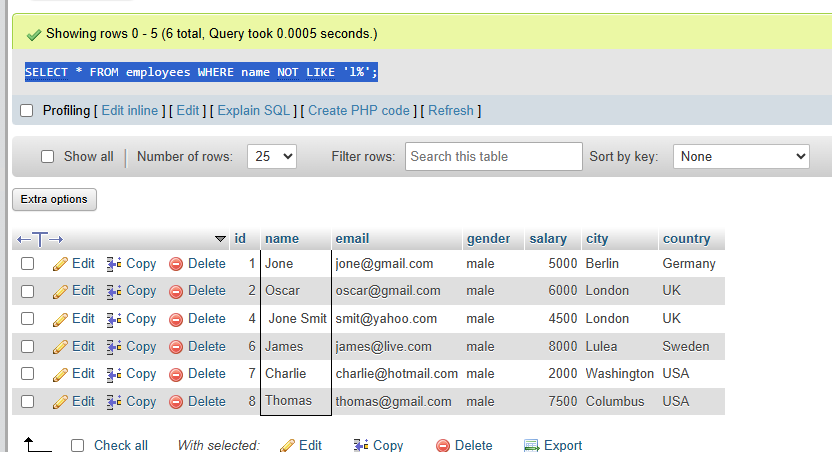 Showing rows 0 - 5 (6 total, Query took 0.0005 seconds.)
SELECT * FROM employees WHERE name NOT LIKE 'l%';
Profiling [ Edit inline ] [ Edit ] [ Explain SQL ] [ Create PHP code ] [ Refresh ]
Show all Number of rows: 25 Filter rows: Search this table Sort by key: None
Extra options
id name email gender salary city country
Edit Copy Delete 1 Jone jone@gmail.com male 5000 Berlin Germany
Edit Copy Delete 2 Oscar oscar@gmail.com male 6000 London UK
Edit Copy Delete 4 Jone Smit smit@yahoo.com male 4500 London UK
Edit Copy Delete 6 James james@live.com male 8000 Lulea Sweden
Edit Copy Delete 7 Charlie charlie@hotmail.com male 2000 Washington USA
Edit Copy Delete 8 Thomas thomas@gmail.com male 7500 Columbus USA
Check all With selected: Edit Copy Delete Export